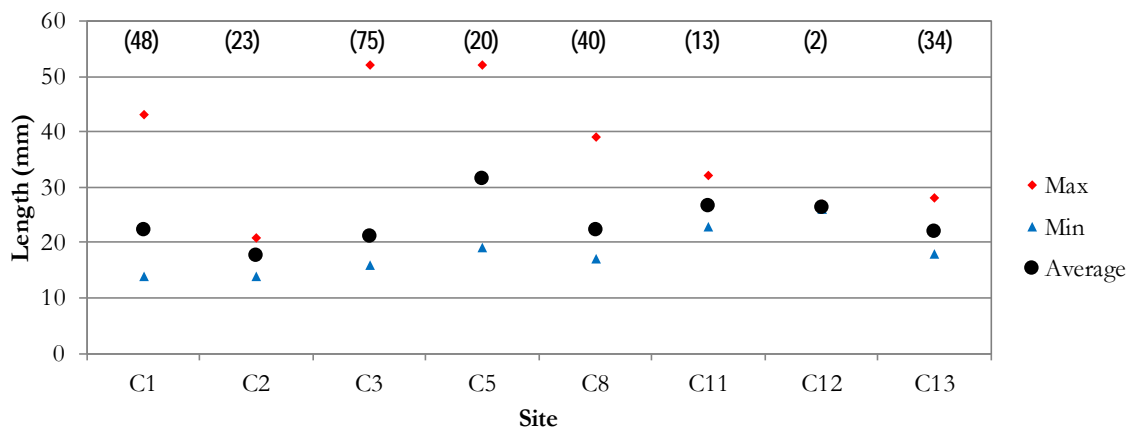 60
(48) (23) (75) (20) (40) (13) (2) (34)
50
40
30
20
10
0
Length (mm)
C1 C2 C3 C5 C8 C11 C12 C13
Site
Max
Min
Average